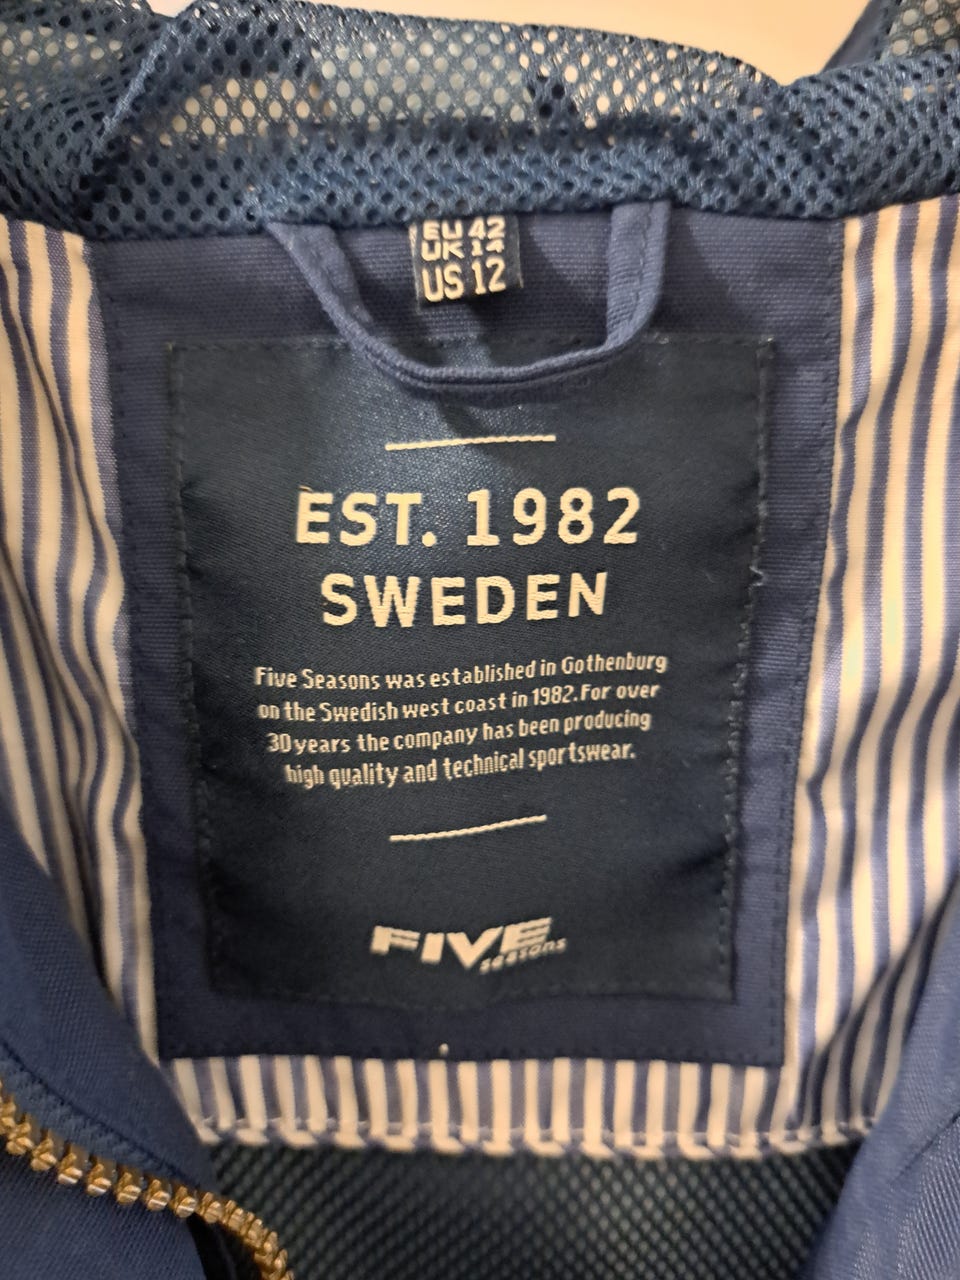 EU 42
UK 14
US 12
EST. 1982
SWEDEN
Five Seasons was established in Gothenburg
on the Swedish west coast in 1982. For over
30 years the company has been producing
high quality and technical sportswear.
FIVE
seasons